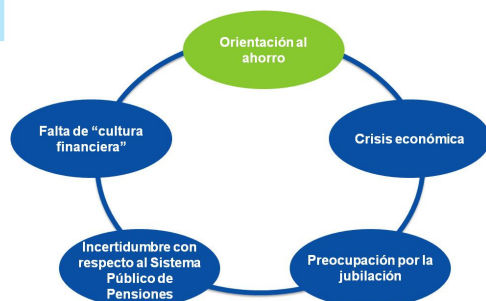 Orientación al
ahorro
Falta de “cultura
financiera”
Crisis económica
Incertidumbre con
respecto al Sistema
Público de
Pensiones
Preocupación por la
jubilación